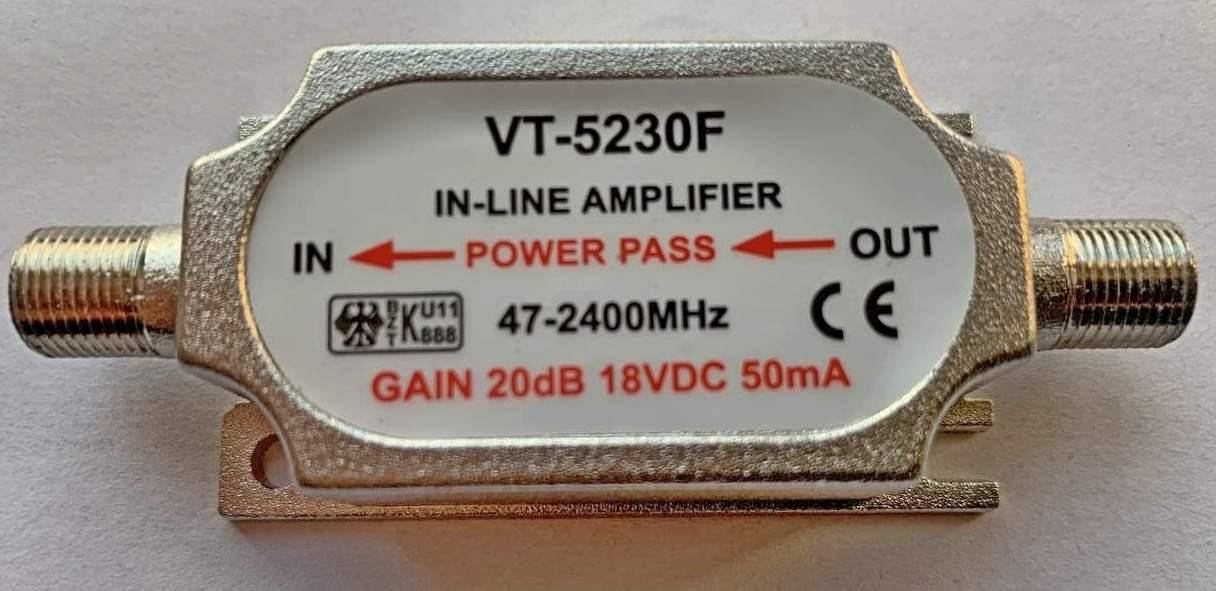 VT-5230F
IN-LINE AMPLIFIER
IN POWER PASS OUT
BZT K U11 888 47-2400MHz CE
GAIN 20dB 18VDC 50mA